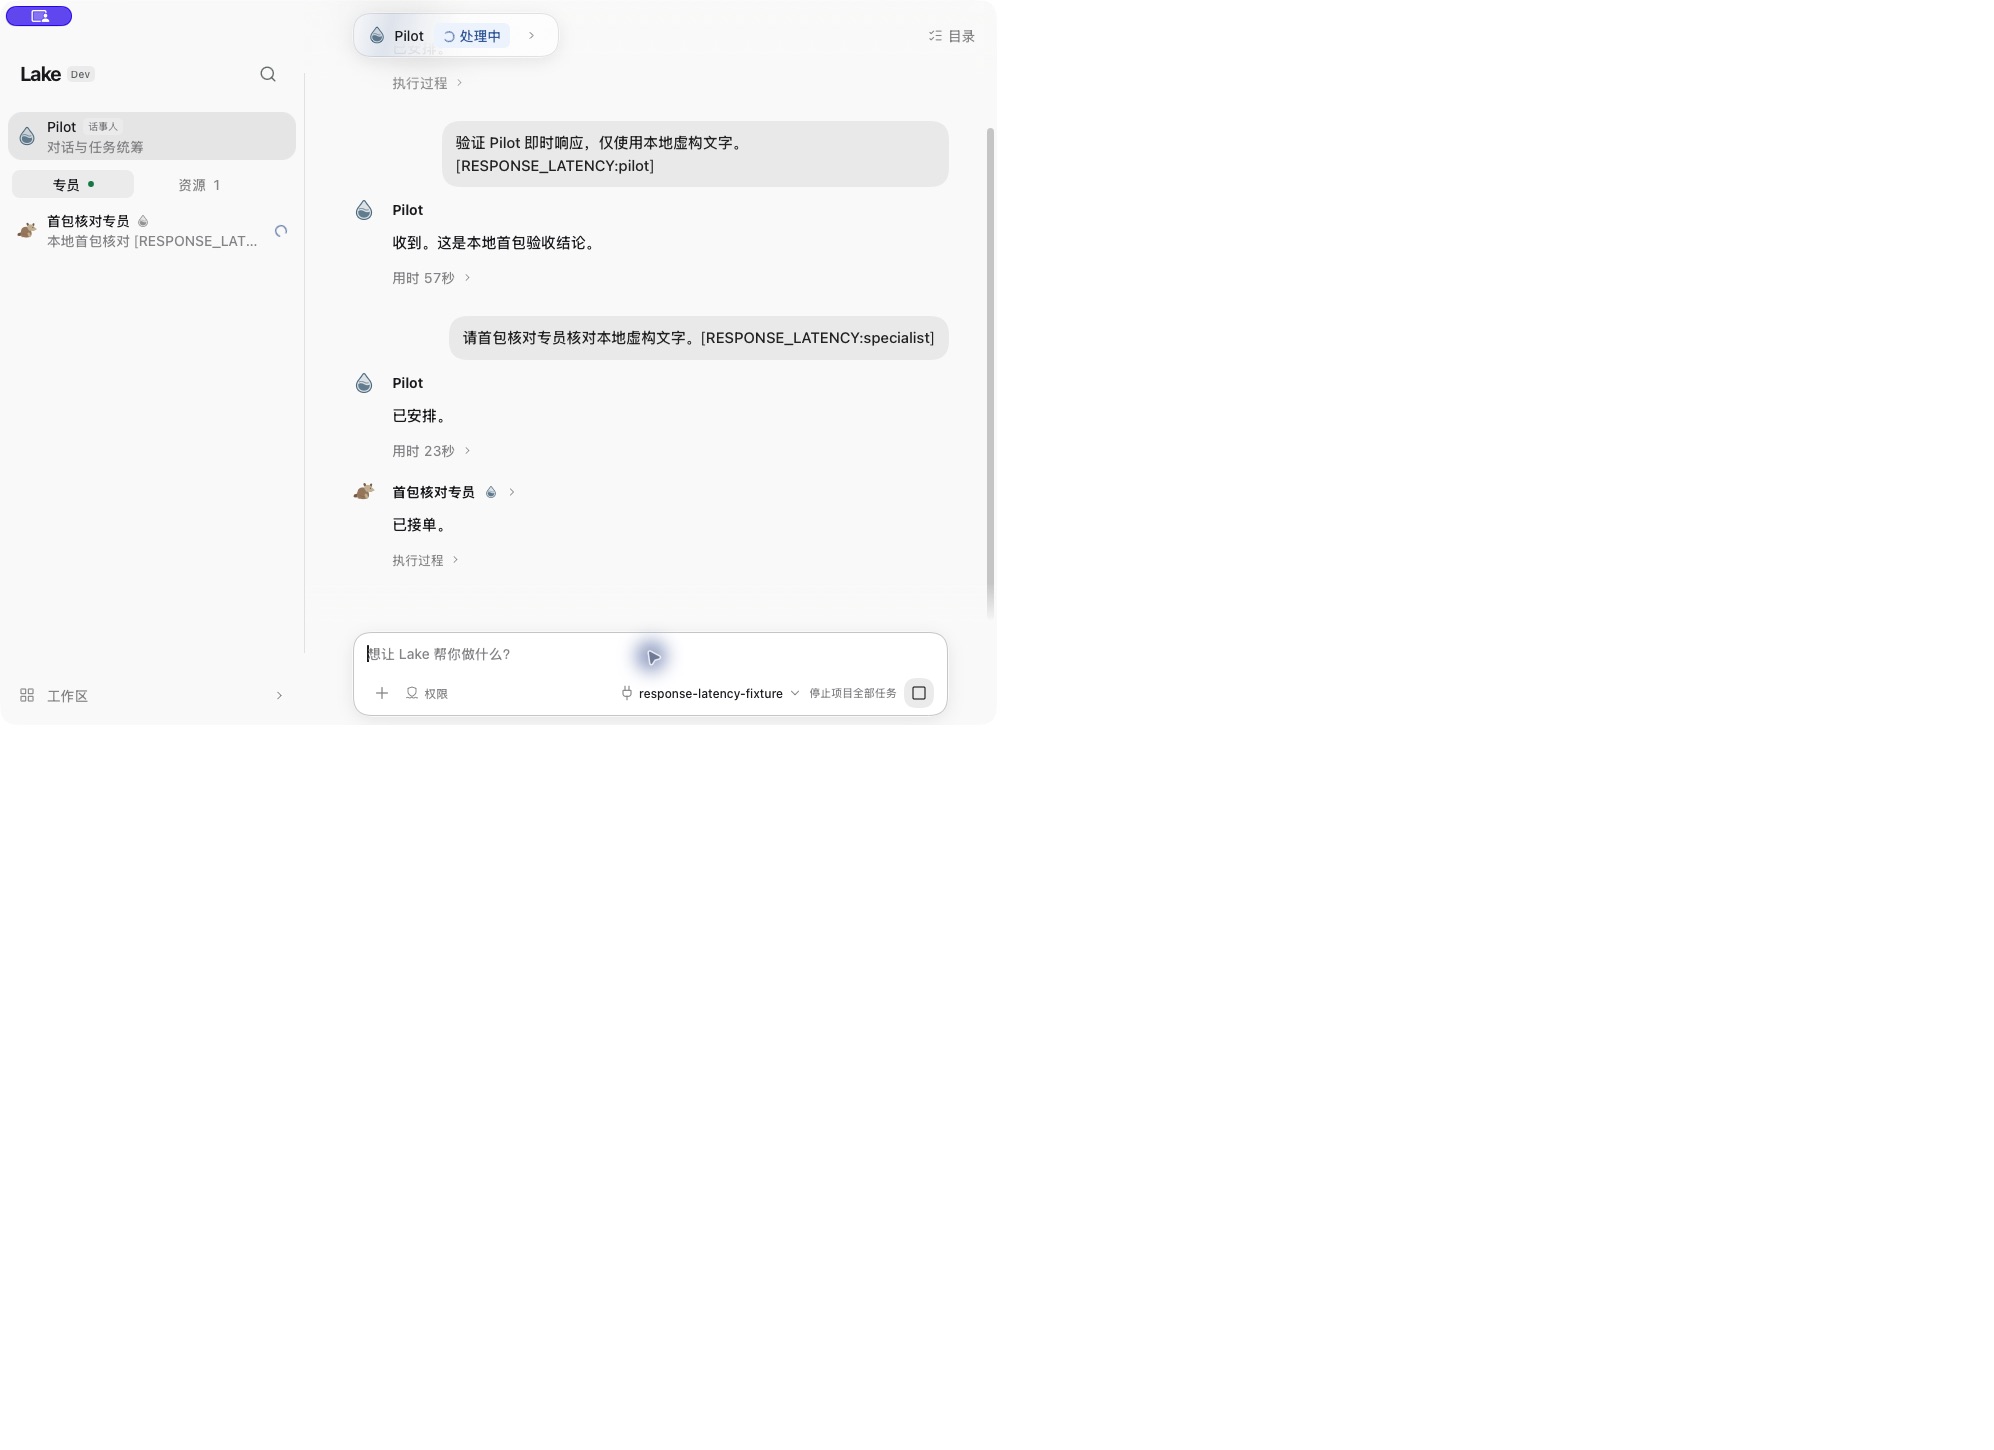 Lake Dev
Pilot 话事人
对话与任务统筹
专员
资源 1
首包核对专员
本地首包核对 [RESPONSE_LAT...
工作区
Pilot 处理中
目录
已安排。
执行过程
验证 Pilot 即时响应，仅使用本地虚构文字。
[RESPONSE_LATENCY:pilot]
Pilot
收到。这是本地首包验收结论。
用时 57秒
请首包核对专员核对本地虚构文字。[RESPONSE_LATENCY:specialist]
Pilot
已安排。
用时 23秒
首包核对专员
已接单。
执行过程
想让 Lake 帮你做什么?
权限
response-latency-fixture
停止项目全部任务